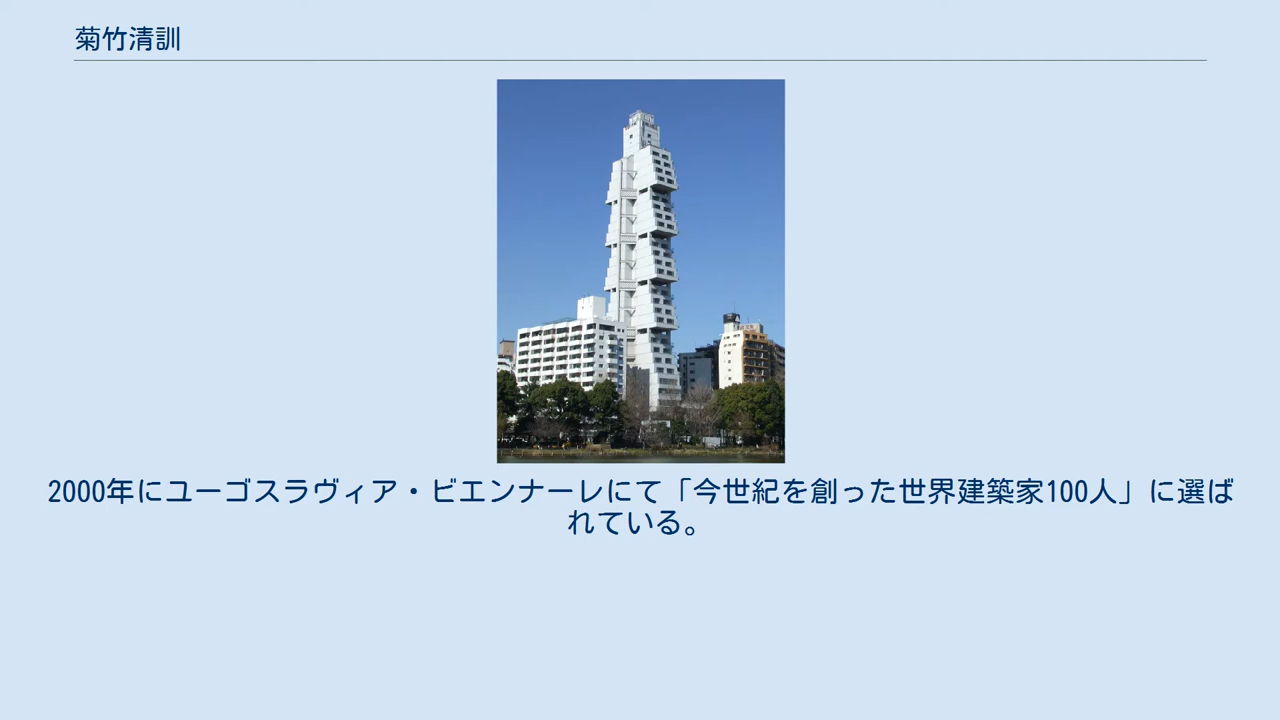 菊竹清訓
2000年にユーゴスラヴィア・ビエンナーレにて「今世紀を創った世界建築家100人」に選ば
れている。